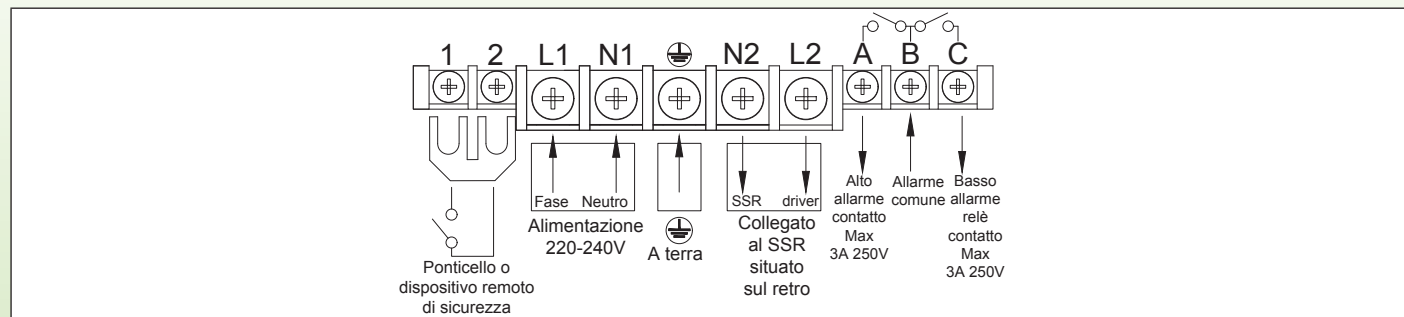 1 2 L1 N1 N2 L2 A B C
Fase Neutro
Alimentazione
220-240V
A terra
SSR driver
Collegato
al SSR
situato
sul retro
Alto
allarme
contatto
Max
3A 250V
Allarme
comune
Basso
allarme
relè
contatto
Max
3A 250V
Ponticello o
dispositivo remoto
di sicurezza